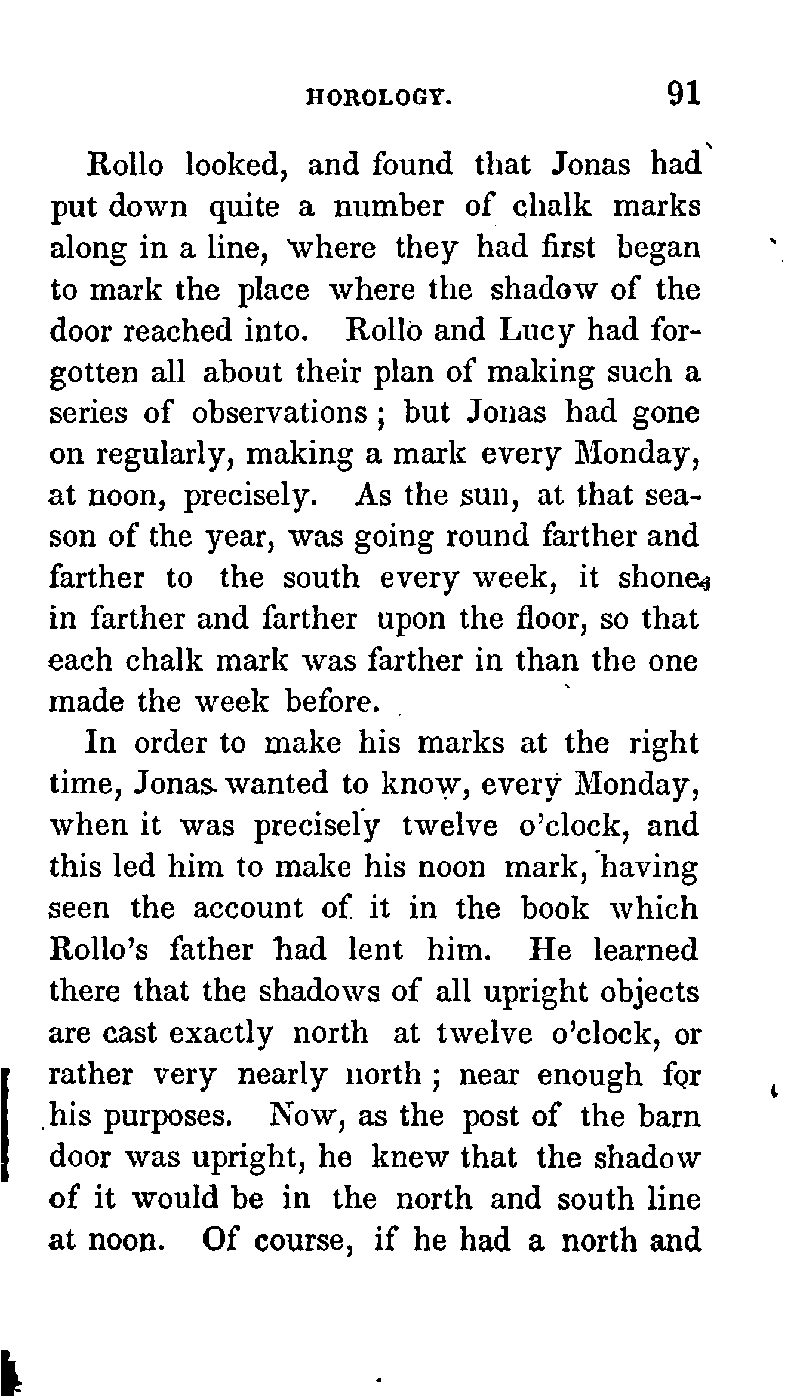 HOROLOGY. 91
Rollo looked, and found that Jonas had
put down quite a number of chalk marks
along in a line, where they had first began
to mark the place where the shadow of the
door reached into. Rollo and Lucy had for-
gotten all about their plan of making such a
series of observations ; but Jonas had gone
on regularly, making a mark every Monday,
at noon, precisely. As the sun, at that sea-
son of the year, was going round farther and
farther to the south every week, it shone
in farther and farther upon the floor, so that
each chalk mark was farther in than the one
made the week before.
In order to make his marks at the right
time, Jonas wanted to know, every Monday,
when it was precisely twelve o'clock, and
this led him to make his noon mark, having
seen the account of it in the book which
Rollo's father had lent him. He learned
there that the shadows of all upright objects
are cast exactly north at twelve o'clock, or
rather very nearly north ; near enough for
his purposes. Now, as the post of the barn
door was upright, he knew that the shadow
of it would be in the north and south line
at noon. Of course, if he had a north and